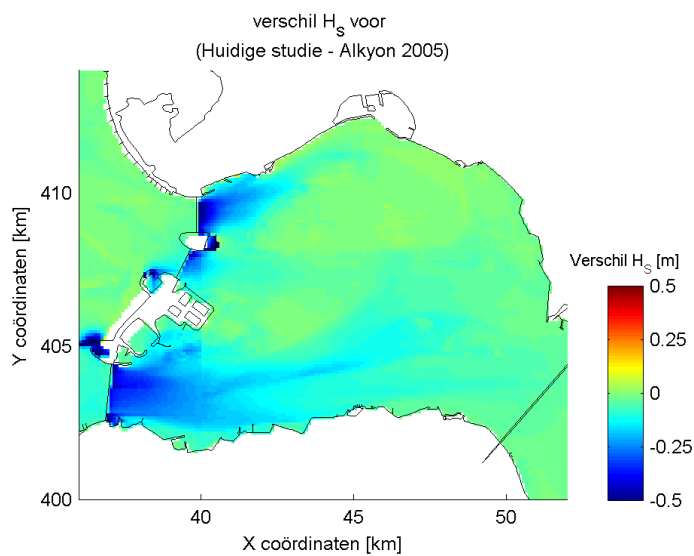 verschil H_S voor
(Huidige studie - Alkyon 2005)
Y coördinaten [km]
410
405
400
40
45
50
X coördinaten [km]
Verschil H_S [m]
0.5
0.25
0
-0.25
-0.5